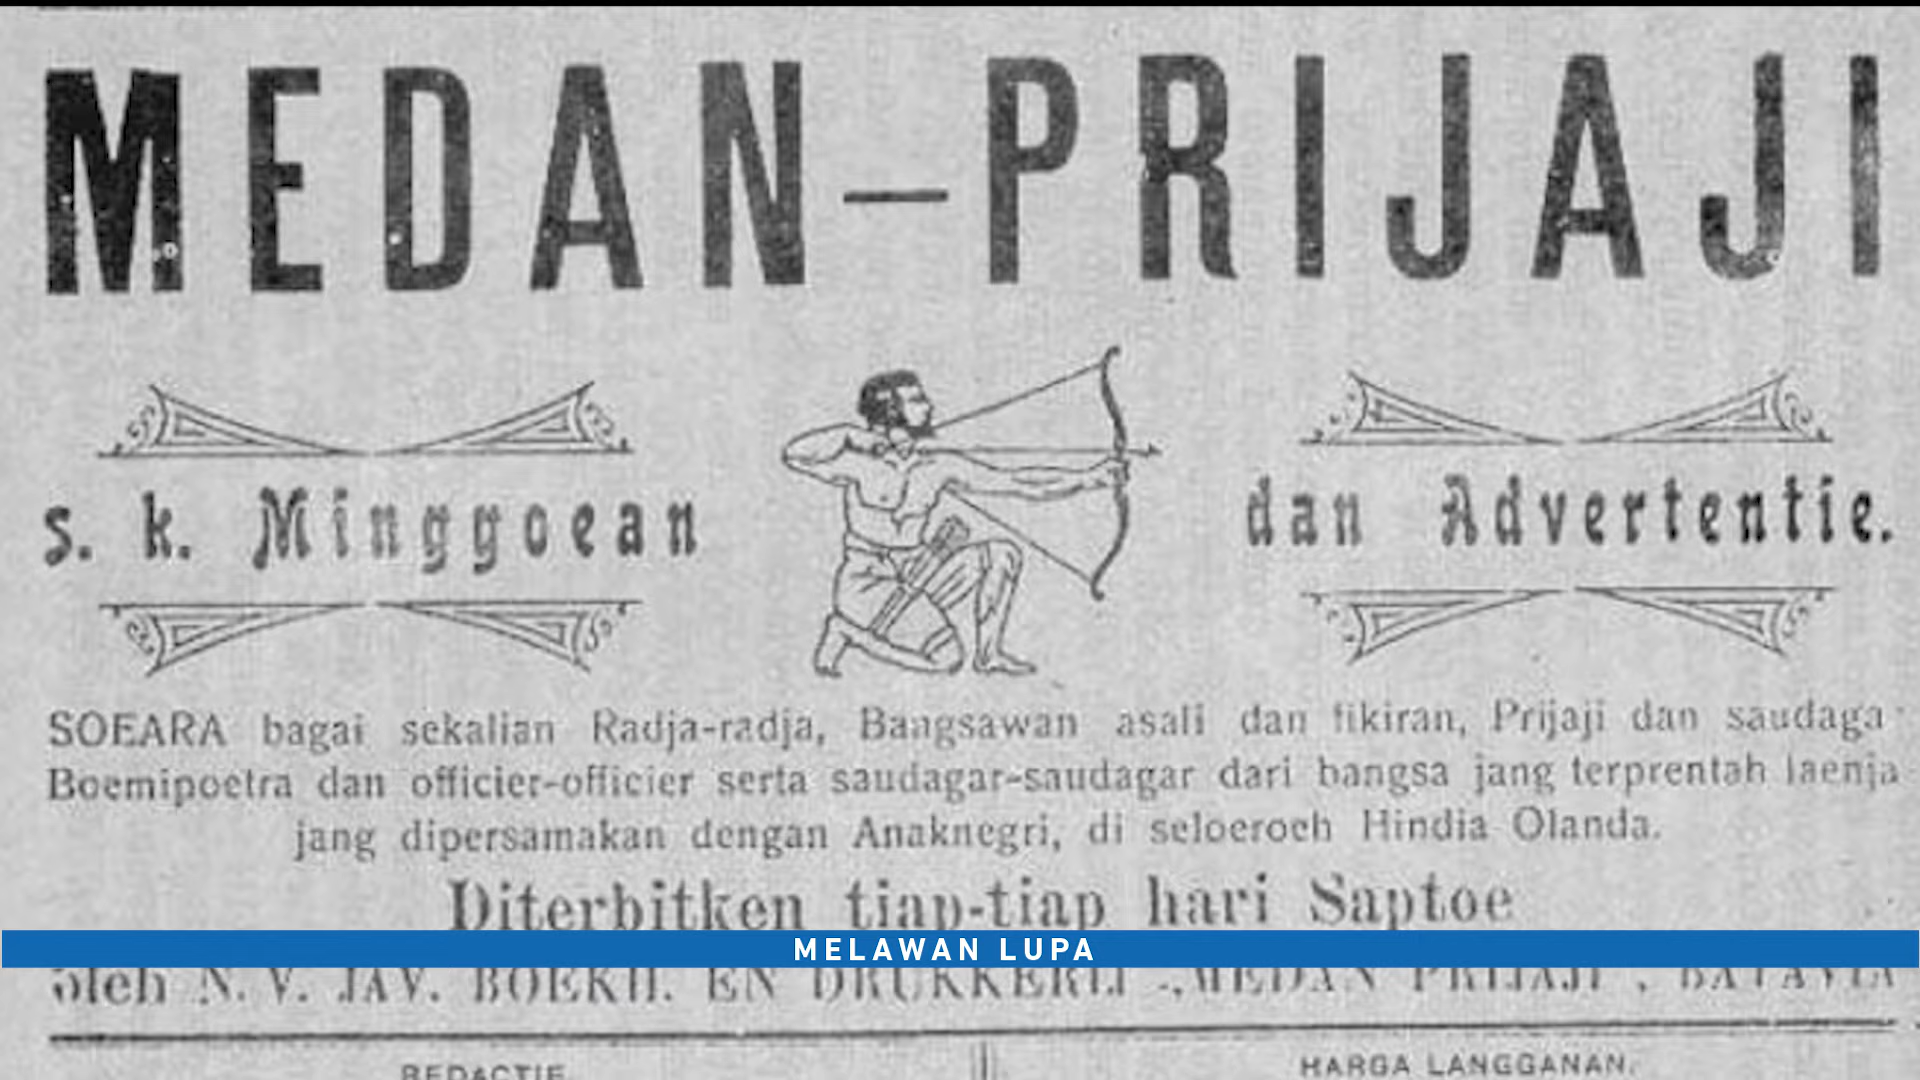 MEDAN-PRIJAJI
s. k. Minggoean dan Advertentie.
SOEARA bagai sekalian Radja-radja, Bangsawan asali dan fikiran, Prijaji dan saudaga
Boemipoetra dan officier-officier serta saudagar-saudagar dari bangsa jang terprentah laenja
jang dipersamakan dengan Anaknegri, di seloeroeh Hindia Olanda.
Diterbitken tiap-tiap hari Saptoe
MELAWAN LUPA
oleh N. V. JAV. BOEKH. EN DRUKKERIJ „MEDAN PRIJAJI", BATAVIA
REDACTIE. HARGA LANGGANAN.